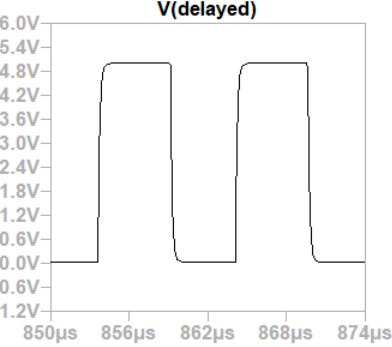 V(delayed)
6.0V
5.4V
4.8V
4.2V
3.6V
3.0V
2.4V
1.8V
1.2V
0.6V
0.0V
0.6V
1.2V
850µs 856µs 862µs 868µs 874µs